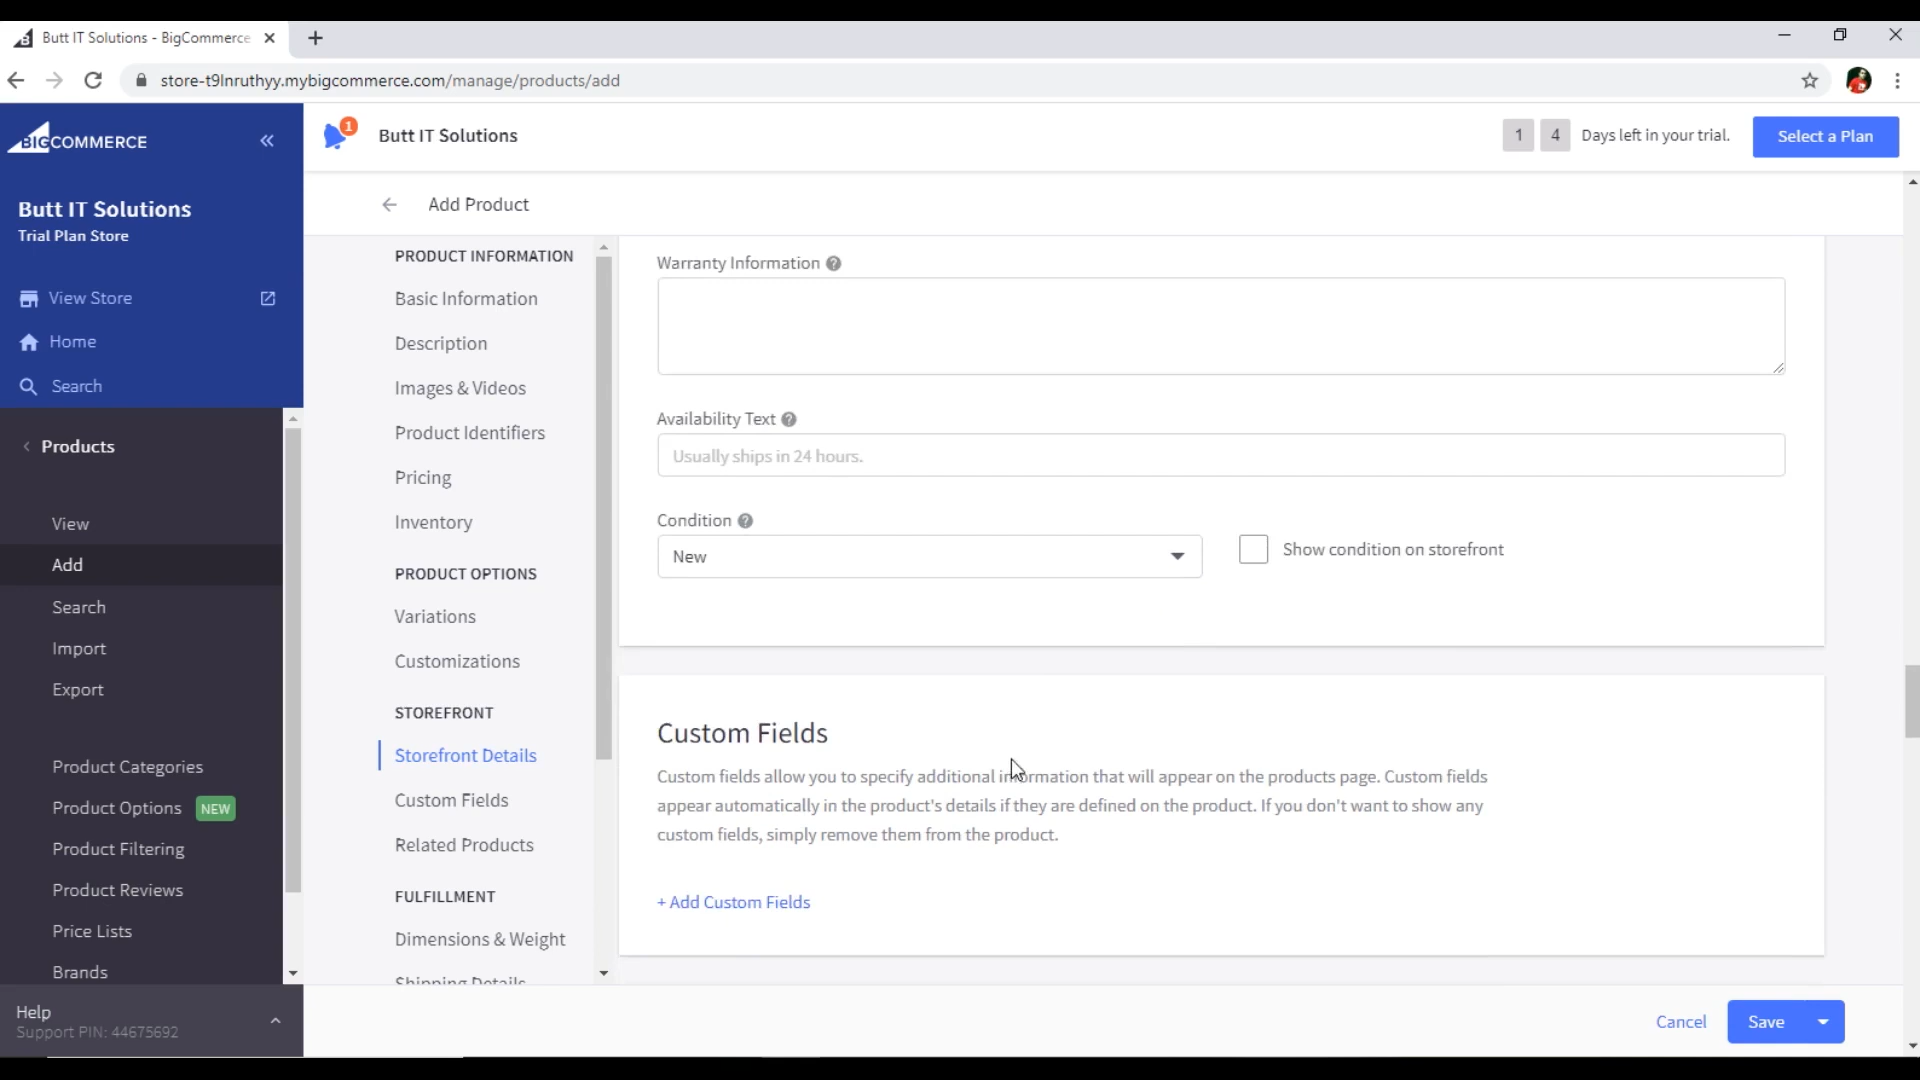 Butt IT Solutions - BigCommerce
store-t9lnruthyy.mybigcommerce.com/manage/products/add
BIGCOMMERCE
1
Butt IT Solutions
1 4 Days left in your trial.
Select a Plan
Butt IT Solutions
Trial Plan Store
View Store
Home
Search
Products
View
Add
Search
Import
Export
Product Categories
Product Options NEW
Product Filtering
Product Reviews
Price Lists
Brands
Help
Support PIN: 44675692
Add Product
PRODUCT INFORMATION
Basic Information
Description
Images & Videos
Product Identifiers
Pricing
Inventory
PRODUCT OPTIONS
Variations
Customizations
STOREFRONT
Storefront Details
Custom Fields
Related Products
FULFILLMENT
Dimensions & Weight
Shipping Details
Warranty Information
Availability Text
Usually ships in 24 hours.
Condition
New
Show condition on storefront
Custom Fields
Custom fields allow you to specify additional information that will appear on the products page. Custom fields
appear automatically in the product's details if they are defined on the product. If you don't want to show any
custom fields, simply remove them from the product.
+ Add Custom Fields
Cancel
Save